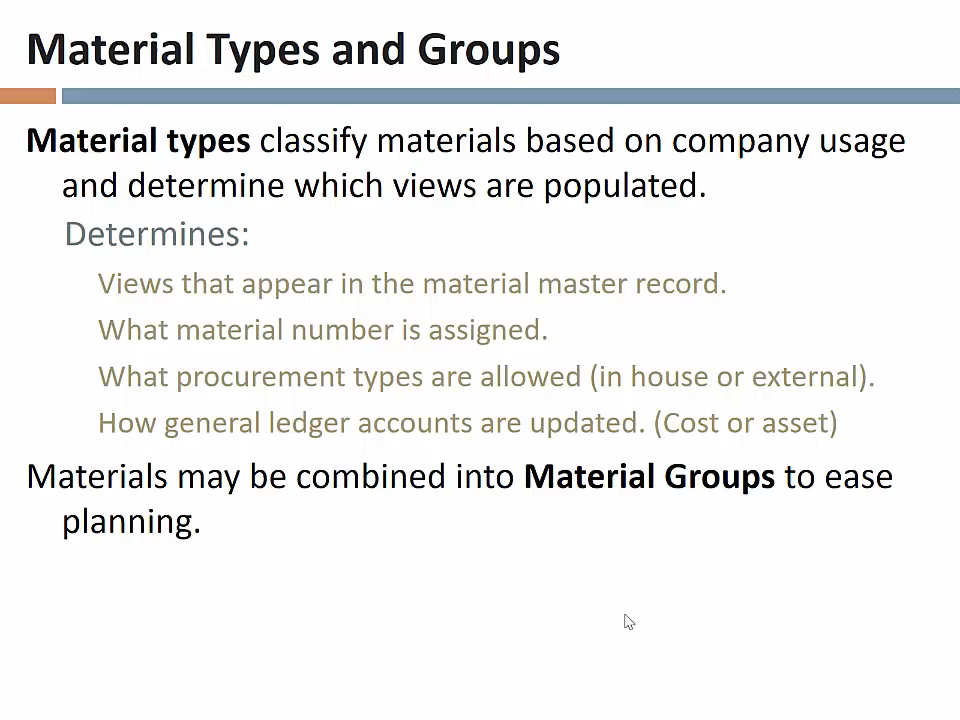 Material Types and Groups
Material types classify materials based on company usage
and determine which views are populated.
Determines:
Views that appear in the material master record.
What material number is assigned.
What procurement types are allowed (in house or external).
How general ledger accounts are updated. (Cost or asset)
Materials may be combined into Material Groups to ease
planning.